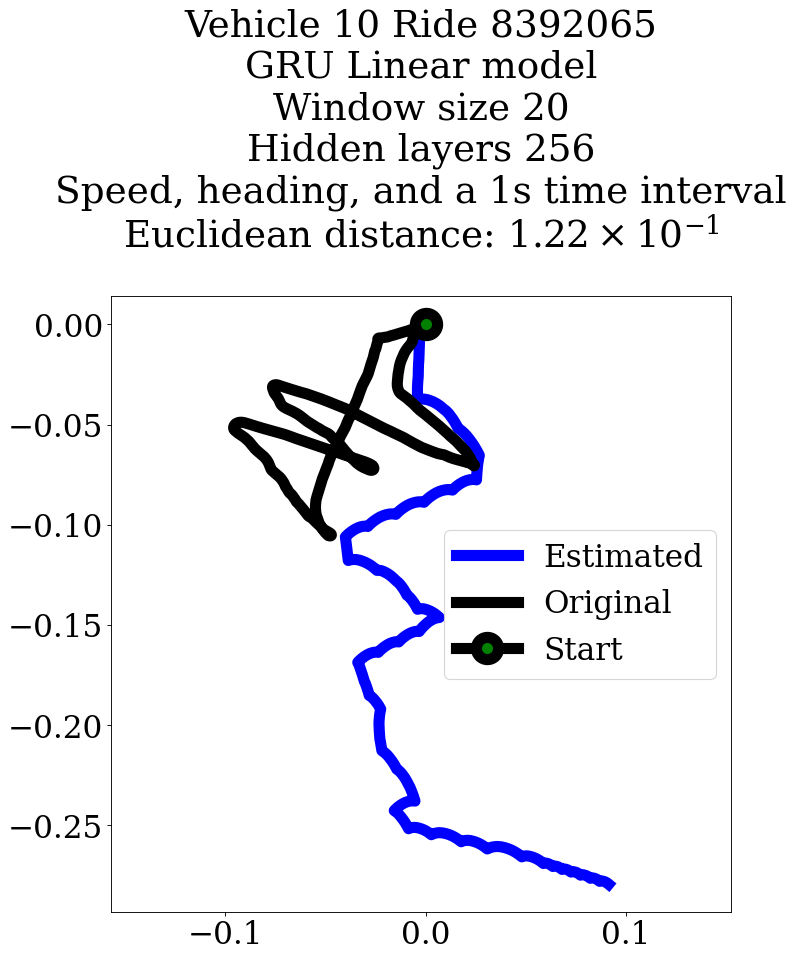 Vehicle 10 Ride 8392065
GRU Linear model
Window size 20
Hidden layers 256
Speed, heading, and a 1s time interval
Euclidean distance: 1.22 × 10⁻¹
0.00
−0.05
−0.10
−0.15
−0.20
−0.25
Estimated
Original
Start
−0.1
0.0
0.1